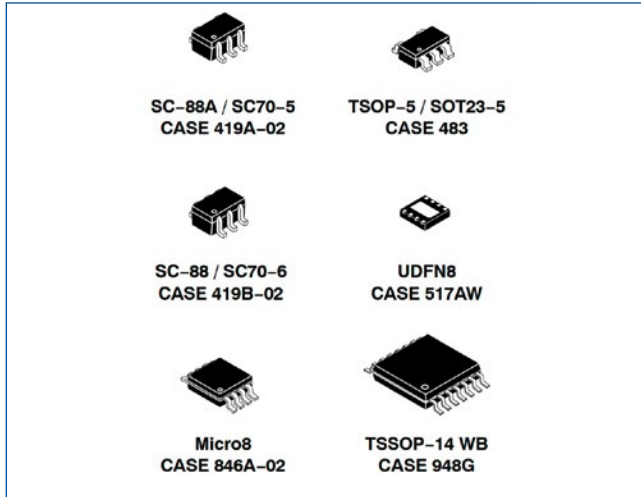 SC–88A / SC70–5
CASE 419A–02
TSOP–5 / SOT23–5
CASE 483
SC–88 / SC70–6
CASE 419B–02
UDFN8
CASE 517AW
Micro8
CASE 846A–02
TSSOP–14 WB
CASE 948G